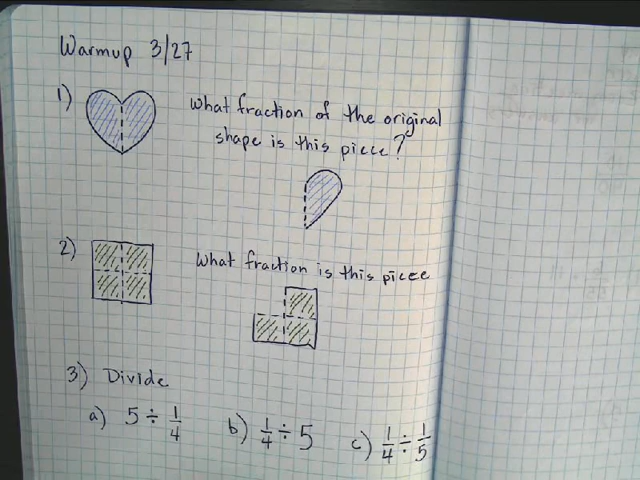 Warmup 3/27
1) What fraction of the original
shape is this piece?
2) What fraction is this piece
3) Divide
a) 5 ÷ 1/4 b) 1/4 ÷ 5 c) 1/4 ÷ 1/5